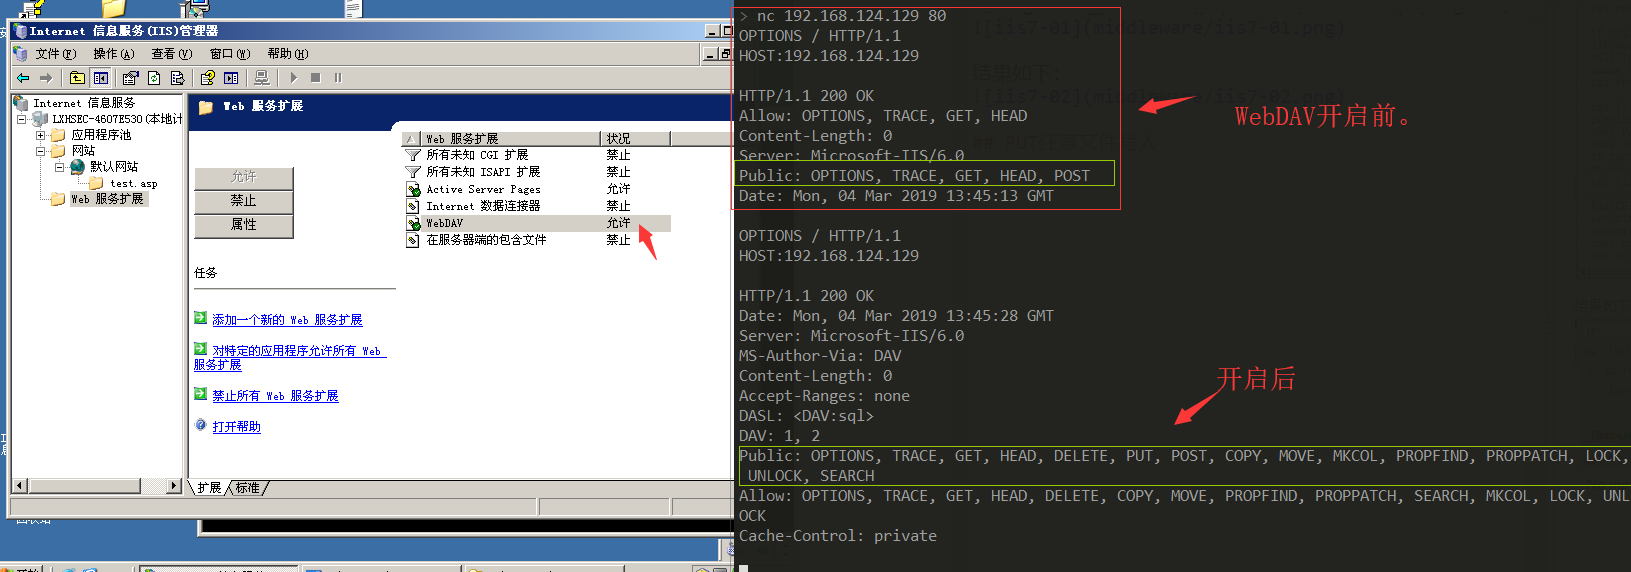 Internet 信息服务(IIS)管理器
文件(F) 操作(A) 查看(V) 窗口(W) 帮助(H)
Internet 信息服务
LXHSEC-4607E530(本地计
应用程序池
网站
默认网站
test.asp
Web 服务扩展
Web 服务扩展
允许
禁止
属性
任务
添加一个新的 Web 服务扩展
对特定的应用程序允许所有 Web
服务扩展
禁止所有 Web 服务扩展
打开帮助
Web 服务扩展 状况
所有未知 CGI 扩展 禁止
所有未知 ISAPI 扩展 禁止
Active Server Pages 允许
Internet 数据连接器 禁止
WebDAV 允许
在服务器端的包含文件 禁止
扩展 标准
> nc 192.168.124.129 80
OPTIONS / HTTP/1.1
HOST:192.168.124.129
HTTP/1.1 200 OK
Allow: OPTIONS, TRACE, GET, HEAD
Content-Length: 0
Server: Microsoft-IIS/6.0
Public: OPTIONS, TRACE, GET, HEAD, POST
Date: Mon, 04 Mar 2019 13:45:13 GMT
WebDAV开启前。
OPTIONS / HTTP/1.1
HOST:192.168.124.129
HTTP/1.1 200 OK
Date: Mon, 04 Mar 2019 13:45:28 GMT
Server: Microsoft-IIS/6.0
MS-Author-Via: DAV
Content-Length: 0
Accept-Ranges: none
DASL: <DAV:sql>
DAV: 1, 2
开启后
Public: OPTIONS, TRACE, GET, HEAD, DELETE, PUT, POST, COPY, MOVE, MKCOL, PROPFIND, PROPPATCH, LOCK,
UNLOCK, SEARCH
Allow: OPTIONS, TRACE, GET, HEAD, DELETE, COPY, MOVE, PROPFIND, PROPPATCH, SEARCH, MKCOL, LOCK, UNL
OCK
Cache-Control: private